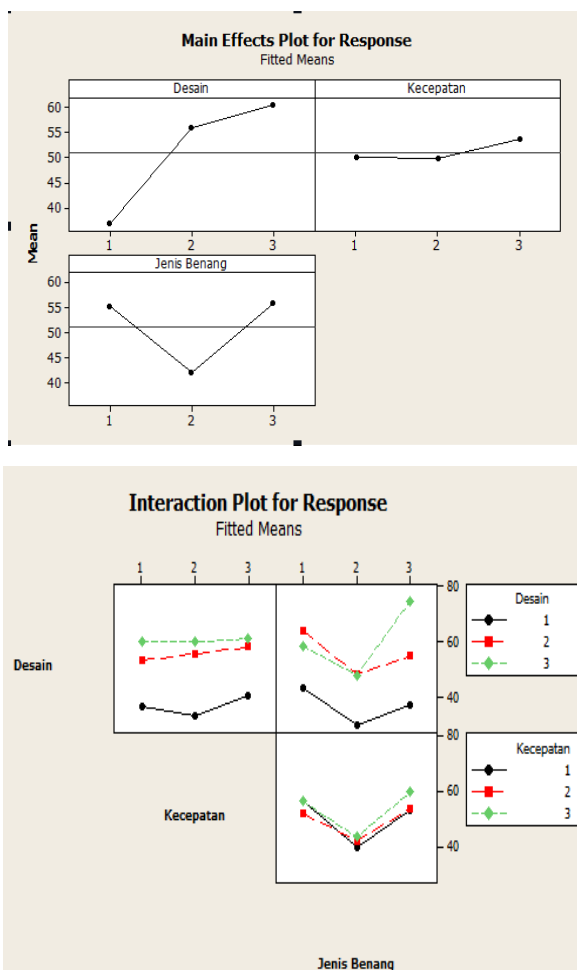 Main Effects Plot for Response
Fitted Means
Desain
Kecepatan
60
55
50
45
40
1 2 3
1 2 3
Mean
Jenis Benang
60
55
50
45
40
1 2 3
Interaction Plot for Response
Fitted Means
1 2 3
1 2 3
80
60
40
Desain
1
2
3
Desain
80
60
40
Kecepatan
1
2
3
Kecepatan
Jenis Benang